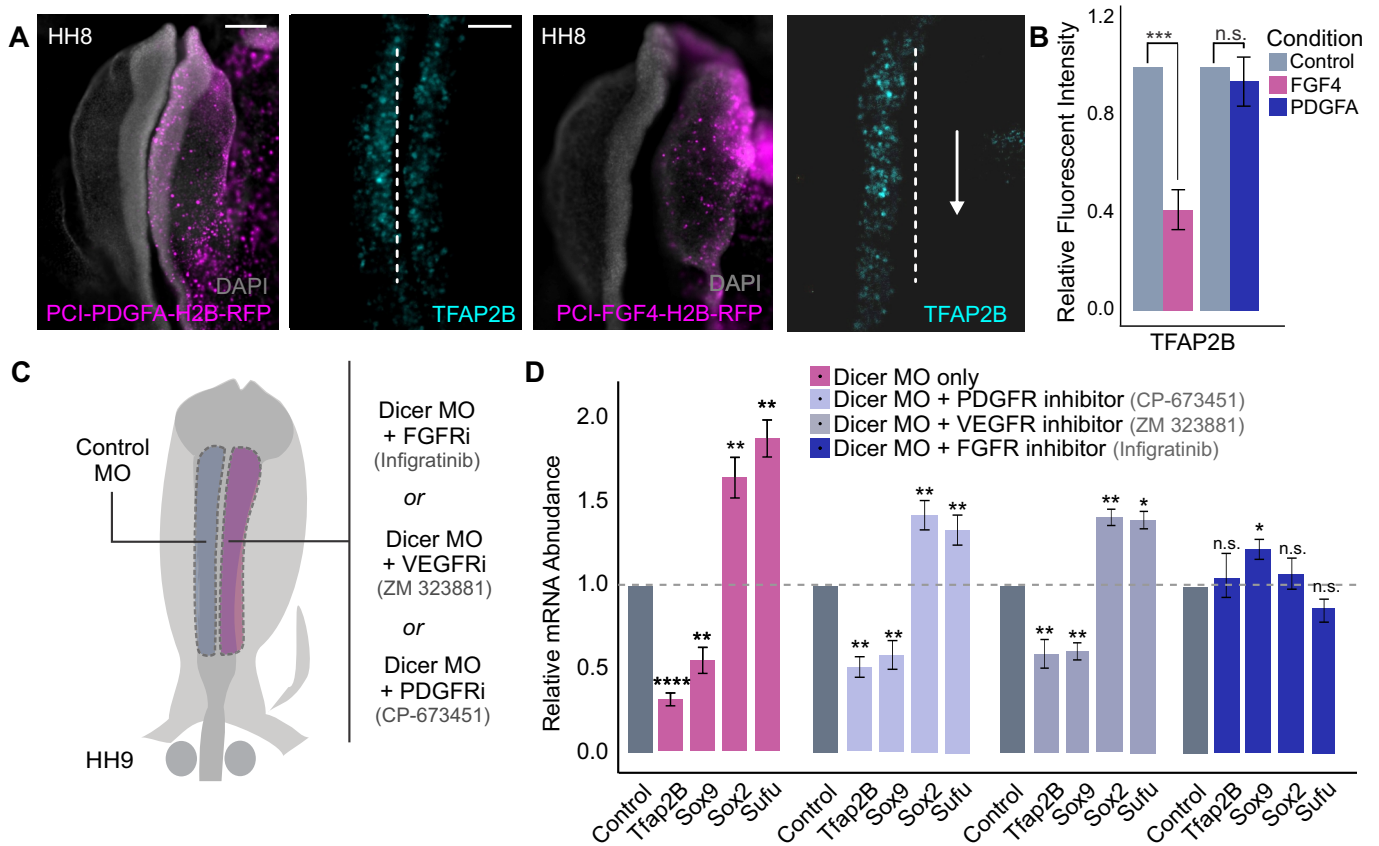 A
HH8
DAPI
PCI-PDGFA-H2B-RFP
TFAP2B
HH8
DAPI
PCI-FGF4-H2B-RFP
TFAP2B
B
Relative Fluorescent Intensity
1.2
0.8
0.4
0.0
***
n.s.
TFAP2B
Condition
Control
FGF4
PDGFA
C
Control
MO
HH9
Dicer MO
+ FGFRi
(Infigratinib)
or
Dicer MO
+ VEGFRi
(ZM 323881)
or
Dicer MO
+ PDGFRi
(CP-673451)
D
Dicer MO only
Dicer MO + PDGFR inhibitor (CP-673451)
Dicer MO + VEGFR inhibitor (ZM 323881)
Dicer MO + FGFR inhibitor (Infigratinib)
Relative mRNA Abnudance
2.0
1.5
1.0
0.5
0.0
****
**
**
**
**
**
**
**
**
**
**
*
n.s.
*
n.s.
n.s.
Control
Tfap2B
Sox9
Sox2
Sufu
Control
Tfap2B
Sox9
Sox2
Sufu
Control
Tfap2B
Sox9
Sox2
Sufu
Control
Tfap2B
Sox9
Sox2
Sufu